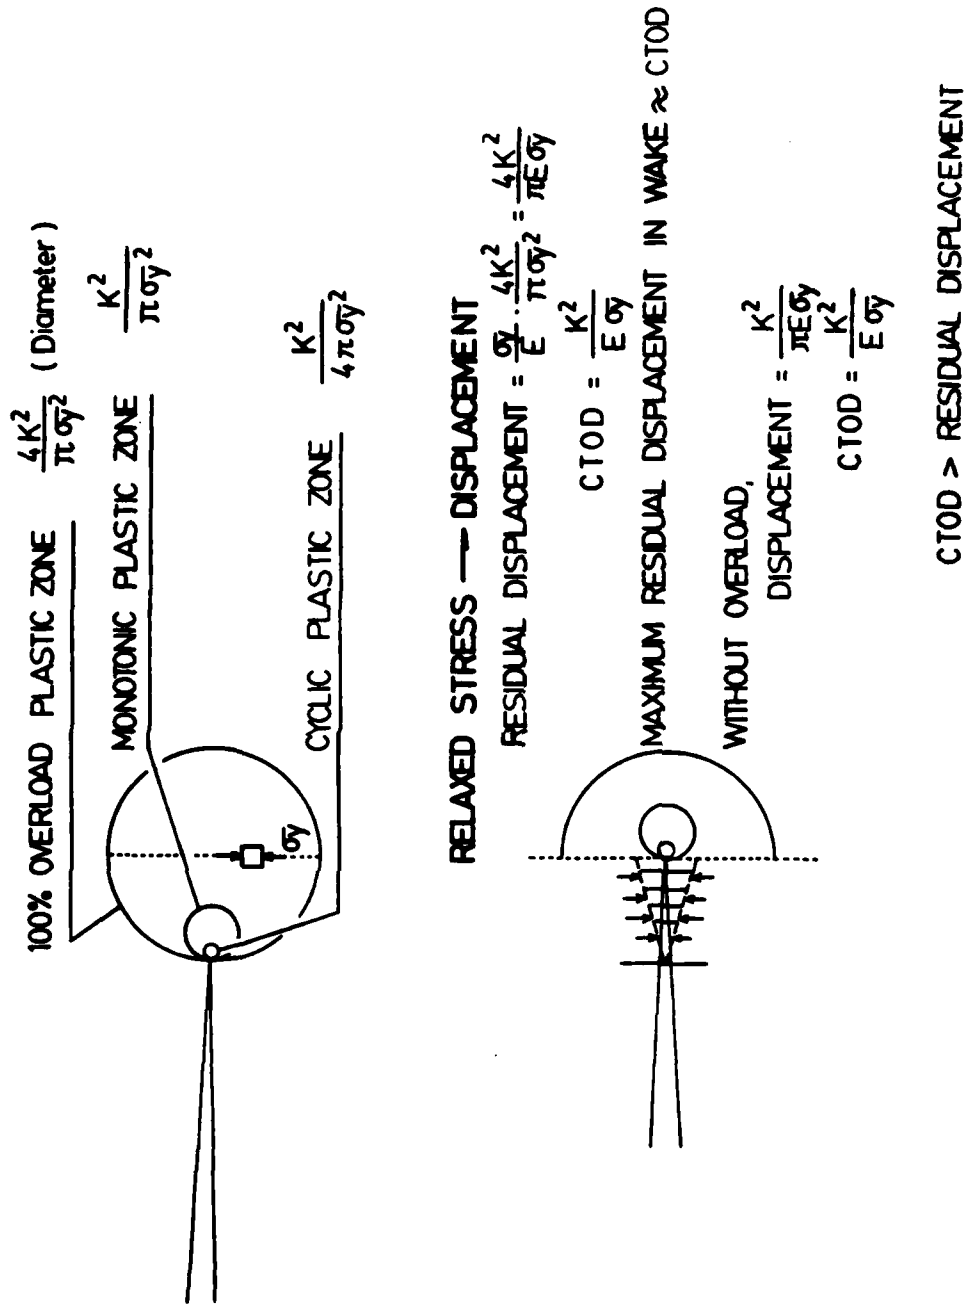 100% OVERLOAD PLASTIC ZONE 4K²/πσy² (Diameter)
MONOTONIC PLASTIC ZONE K²/πσy²
CYCLIC PLASTIC ZONE K²/4πσy²
σy
RELAXED STRESS — DISPLACEMENT
RESIDUAL DISPLACEMENT = σy/E · 4K²/πσy² = 4K²/πEσy
CTOD = K²/Eσy
MAXIMUM RESIDUAL DISPLACEMENT IN WAKE ≈ CTOD
WITHOUT OVERLOAD,
DISPLACEMENT = K²/πEσy
CTOD = K²/Eσy
CTOD > RESIDUAL DISPLACEMENT